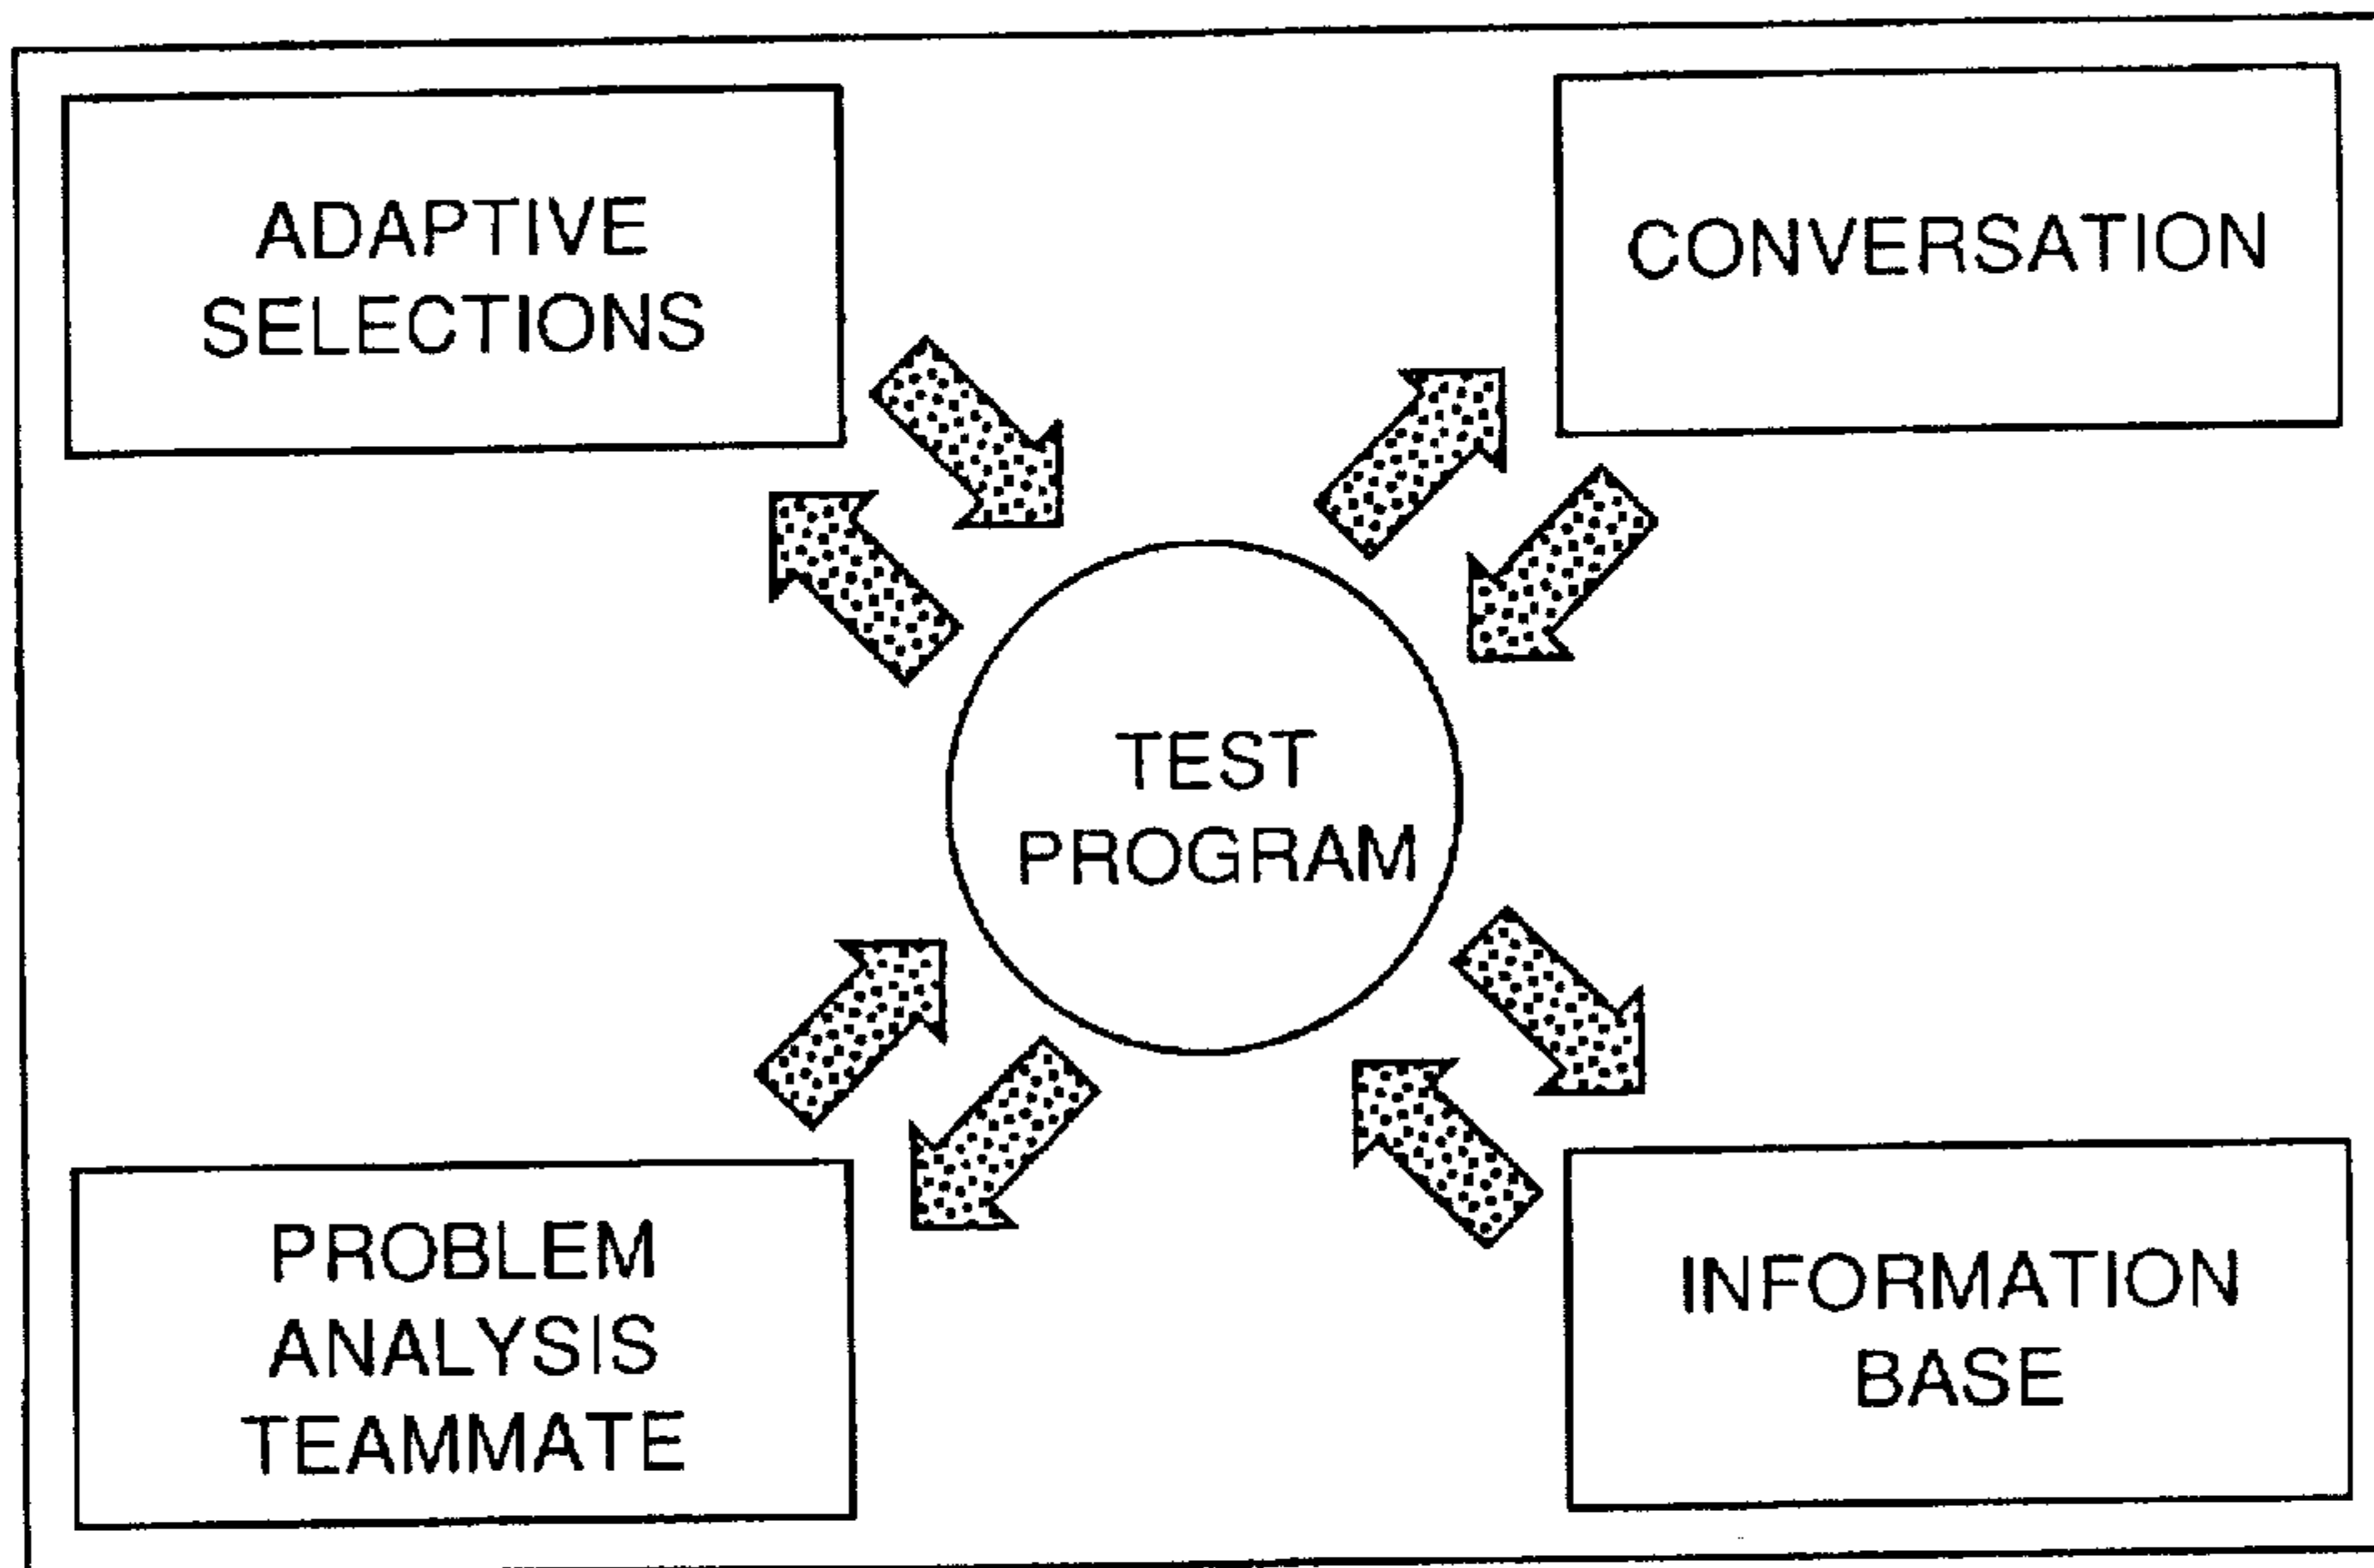 ADAPTIVE
SELECTIONS
CONVERSATION
TEST
PROGRAM
PROBLEM
ANALYSIS
TEAMMATE
INFORMATION
BASE